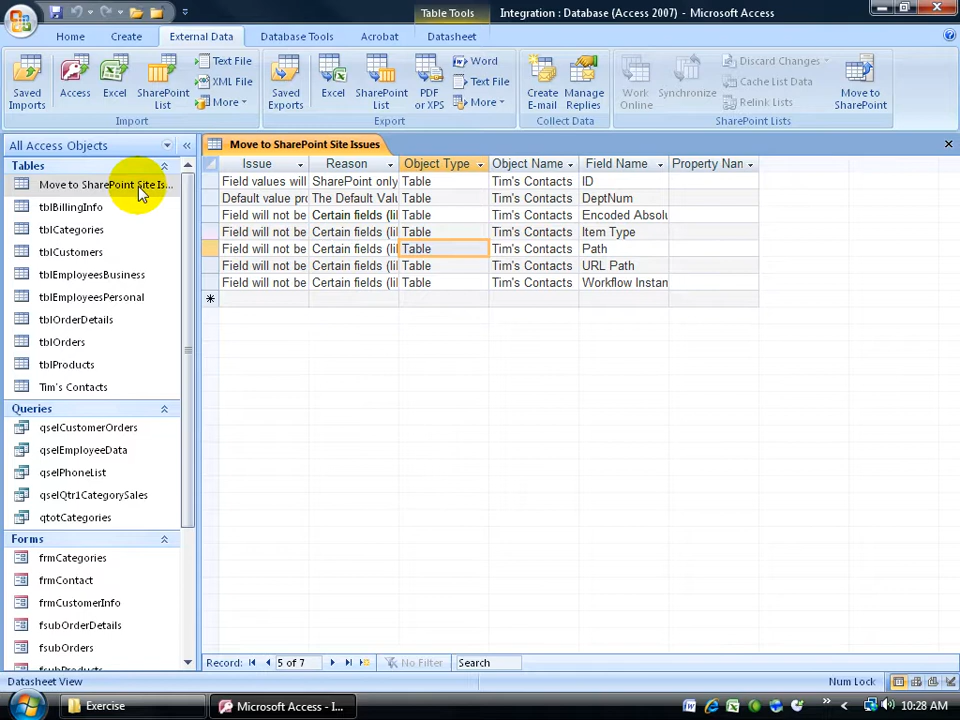 Table Tools
Integration : Database (Access 2007) - Microsoft Access
Home Create External Data Database Tools Acrobat Datasheet
Saved Imports
Access
Excel
SharePoint List
Text File
XML File
More
Import
Saved Exports
Excel
SharePoint List
PDF or XPS
Word
Text File
More
Export
Create E-mail
Manage Replies
Collect Data
Work Online
Synchronize
Discard Changes
Cache List Data
Relink Lists
Move to SharePoint
SharePoint Lists
All Access Objects
Tables
Move to SharePoint Site Is...
tblBillingInfo
tblCategories
tblCustomers
tblEmployeesBusiness
tblEmployeesPersonal
tblOrderDetails
tblOrders
tblProducts
Tim's Contacts
Queries
qselCustomerOrders
qselEmployeeData
qselPhoneList
qselQtr1CategorySales
qtotCategories
Forms
frmCategories
frmContact
frmCustomerInfo
fsubOrderDetails
fsubOrders
fsubProducts
Move to SharePoint Site Issues
Issue Reason Object Type Object Name Field Name Property Nan
Field values will SharePoint only Table Tim's Contacts ID
Default value pro The Default Valu Table Tim's Contacts DeptNum
Field will not be Certain fields (li Table Tim's Contacts Encoded Absolu
Field will not be Certain fields (li Table Tim's Contacts Item Type
Field will not be Certain fields (li Table Tim's Contacts Path
Field will not be Certain fields (li Table Tim's Contacts URL Path
Field will not be Certain fields (li Table Tim's Contacts Workflow Instan
Record: 5 of 7 No Filter Search
Datasheet View Num Lock
Exercise Microsoft Access - I... 10:28 AM